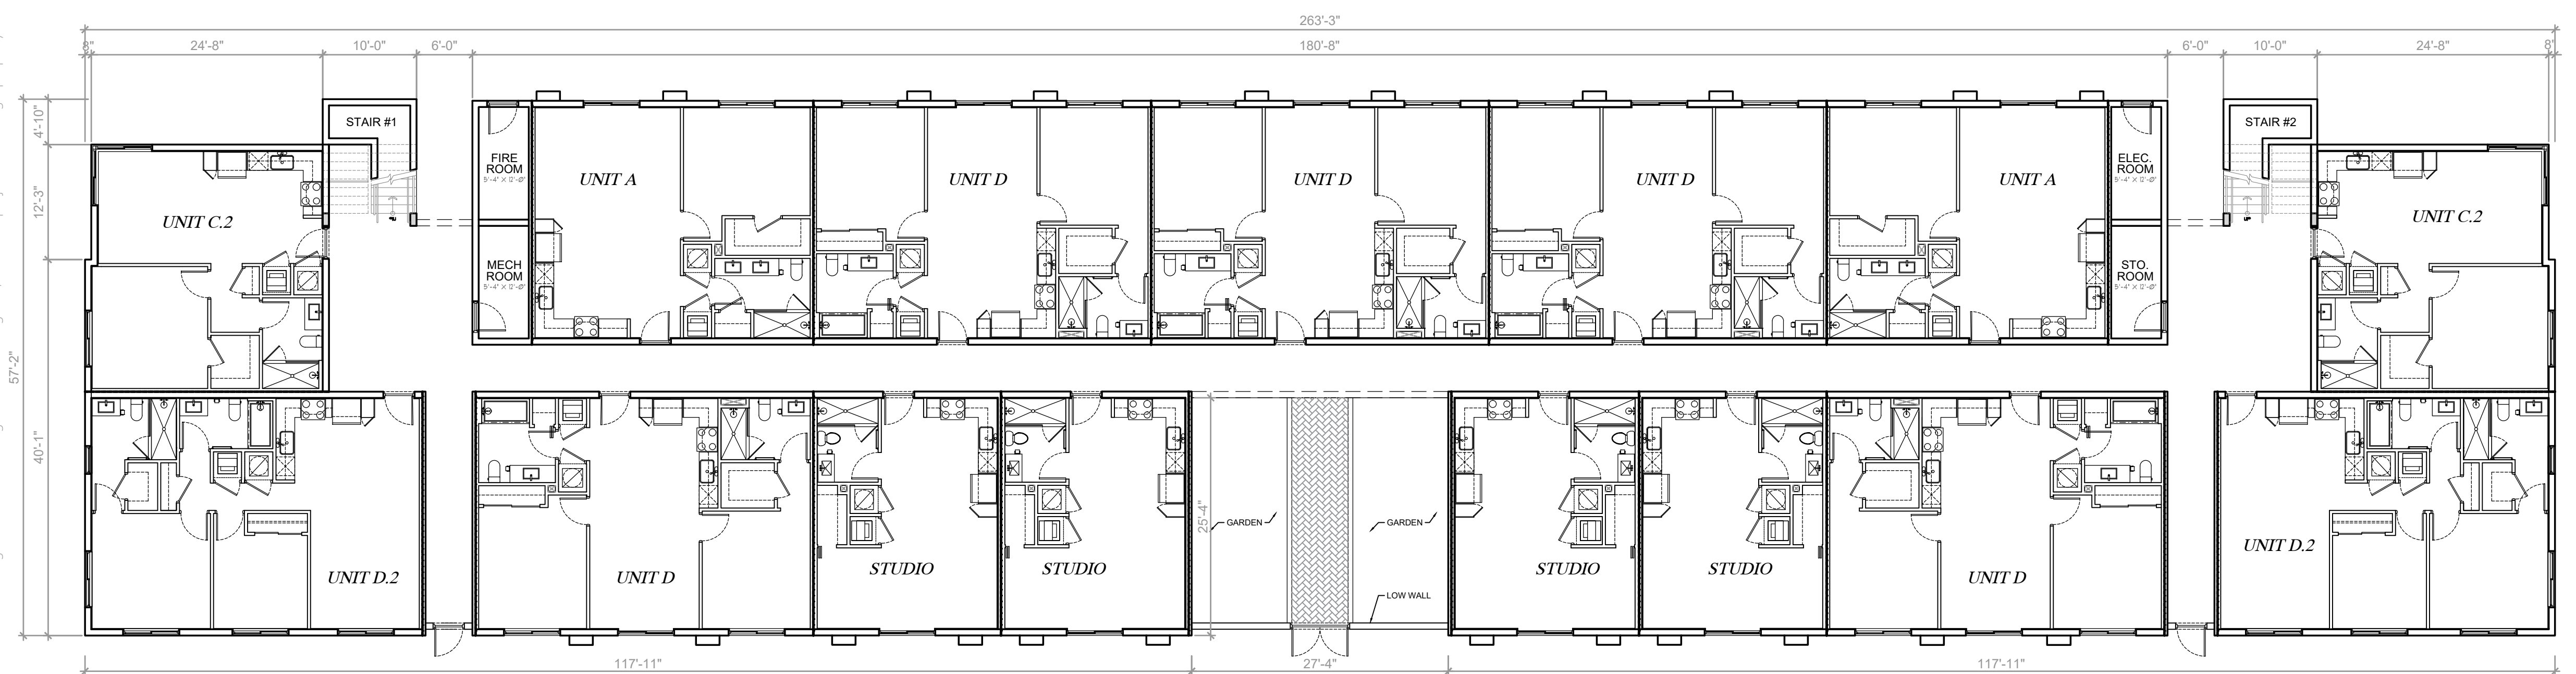 263'-3"
8"
24'-8"
10'-0"
6'-0"
180'-8"
6'-0"
10'-0"
24'-8"
8"
4'-10"
12'-3"
57'-2"
40'-1"
STAIR #1
STAIR #2
FIRE
ROOM
5'-4" X 12'-0"
MECH
ROOM
5'-4" X 12'-0"
ELEC.
ROOM
5'-4" X 12'-0"
STO.
ROOM
5'-4" X 12'-0"
UNIT C.2
UNIT A
UNIT D
UNIT D
UNIT D
UNIT A
UNIT C.2
UP
UP
UNIT D.2
UNIT D
STUDIO
STUDIO
25'-4"
GARDEN
GARDEN
LOW WALL
STUDIO
STUDIO
UNIT D
UNIT D.2
117'-11"
27'-4"
117'-11"